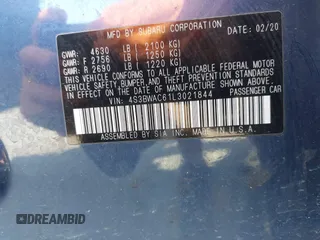 MFD BY SUBARU CORPORATION 02/20
GVWR: 4630 LB [ 2100 KG]
GAWR: F 2756 LB [ 1250 KG]
GAWR: R 2690 LB [ 1220 KG]
THIS VEHICLE CONFORMS TO ALL APPLICABLE FEDERAL MOTOR
VEHICLE SAFETY, BUMPER, AND THEFT PREVENTION STANDARDS
IN EFFECT ON THE DATE OF MANUFACTURE SHOWN ABOVE.
VIN: 4S3BWAC61L3021844 PASSENGER CAR
ASSEMBLED BY SIA INC. MADE IN U.S.A.
DREAMBID